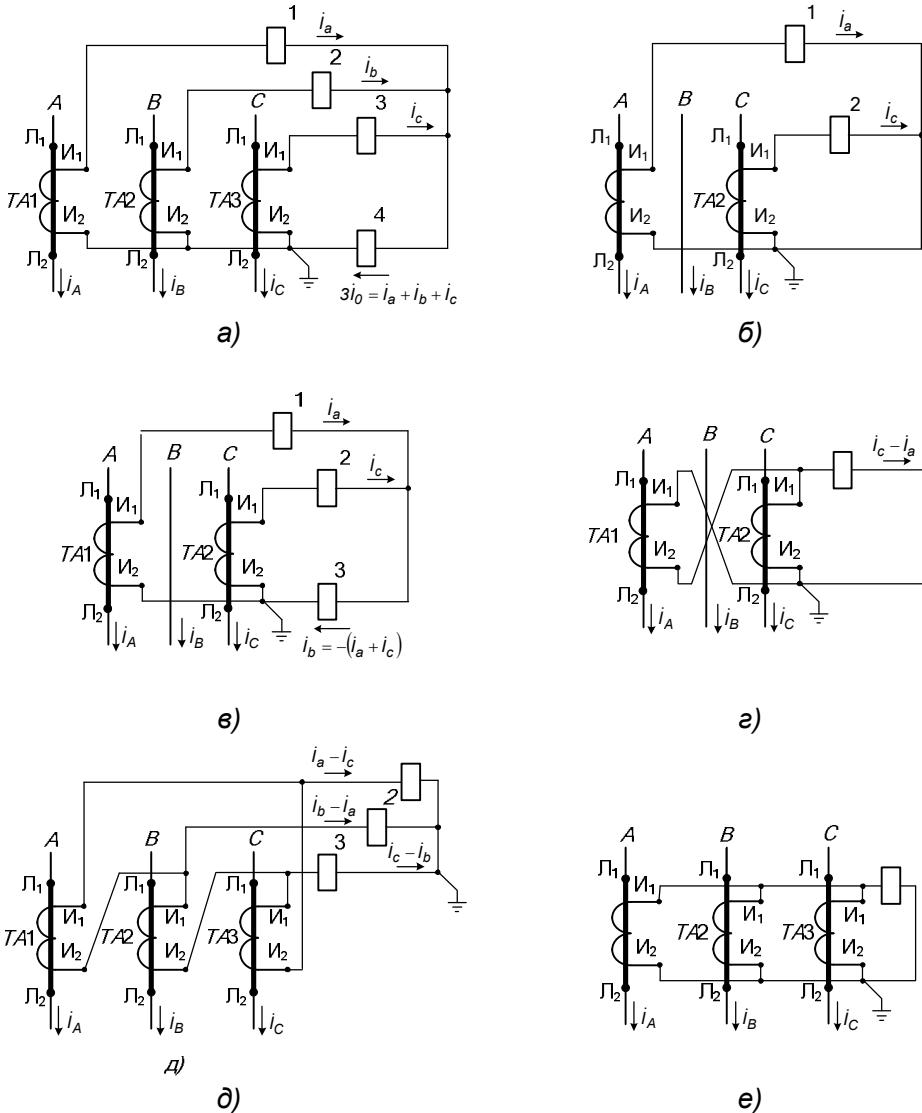 1
i_a
2
i_b
A
B
C
3
i_c
Л₁
И₁
Л₁
И₁
Л₁
И₁
TA1
TA2
TA3
И₂
И₂
И₂
4
Л₂
Л₂
Л₂
i_A
i_B
i_C
3i₀ = i_a + i_b + i_c
а)
1
i_a
A
B
C
2
i_c
Л₁
И₁
Л₁
И₁
TA1
TA2
И₂
И₂
Л₂
Л₂
i_A
i_B
i_C
б)
1
i_a
A
B
C
2
i_c
Л₁
И₁
Л₁
И₁
TA1
TA2
И₂
И₂
3
Л₂
Л₂
i_A
i_B
i_C
i_b = −(i_a + i_c)
в)
A
B
C
i_c − i_a
Л₁
И₁
Л₁
И₁
TA1
TA2
И₂
И₂
Л₂
Л₂
i_A
i_B
i_C
г)
i_a − i_c
i_b − i_a
2
A
B
C
3
i_c − i_b
Л₁
Л₁
Л₁
И₁
И₁
И₁
TA1
TA2
TA3
И₂
И₂
И₂
Л₂
Л₂
Л₂
i_A
i_B
i_C
д)
д)
A
B
C
Л₁
И₁
Л₁
Л₁
И₁
И₁
TA1
TA2
TA3
И₂
И₂
И₂
Л₂
Л₂
Л₂
i_A
i_B
i_C
е)